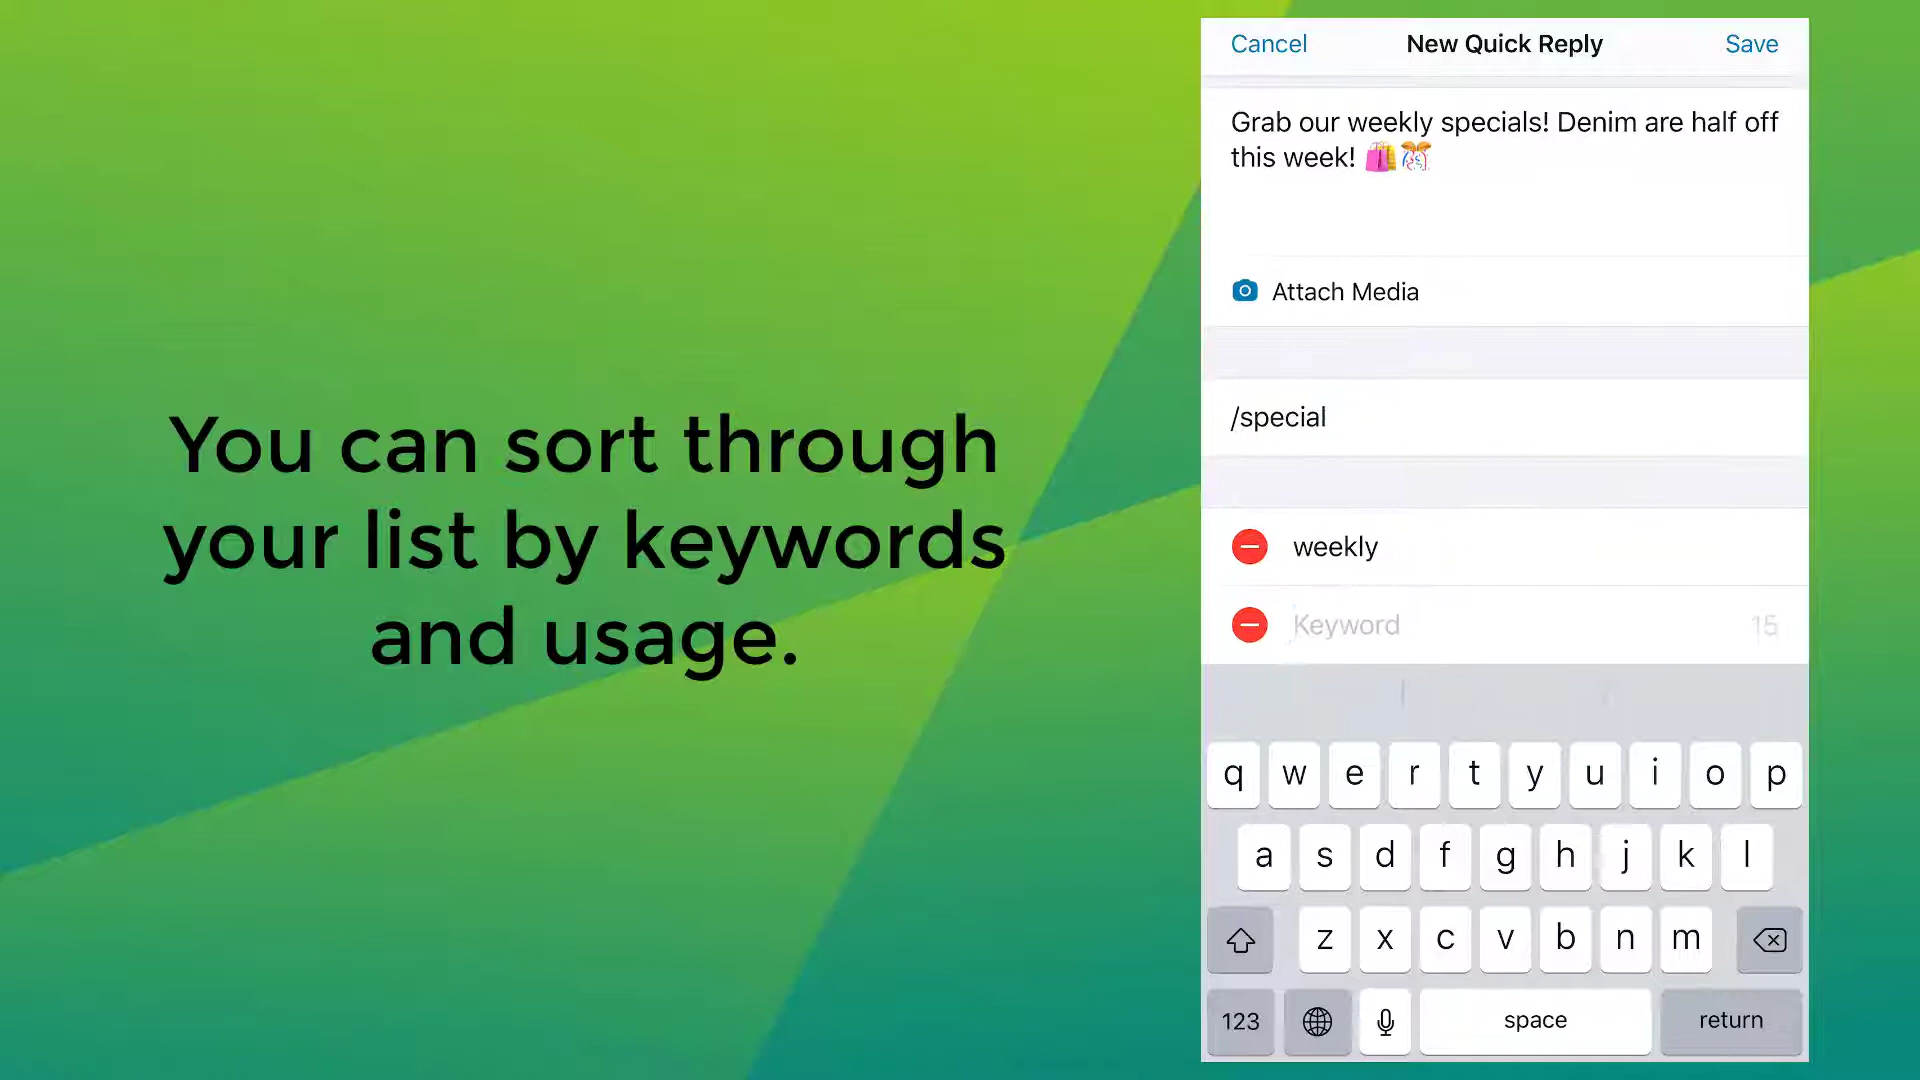 You can sort through
your list by keywords
and usage.
Cancel New Quick Reply Save
Grab our weekly specials! Denim are half off
this week! 🛍️🎊
Attach Media
/special
weekly
Keyword 15
q w e r t y u i o p
a s d f g h j k l
z x c v b n m
123 space return